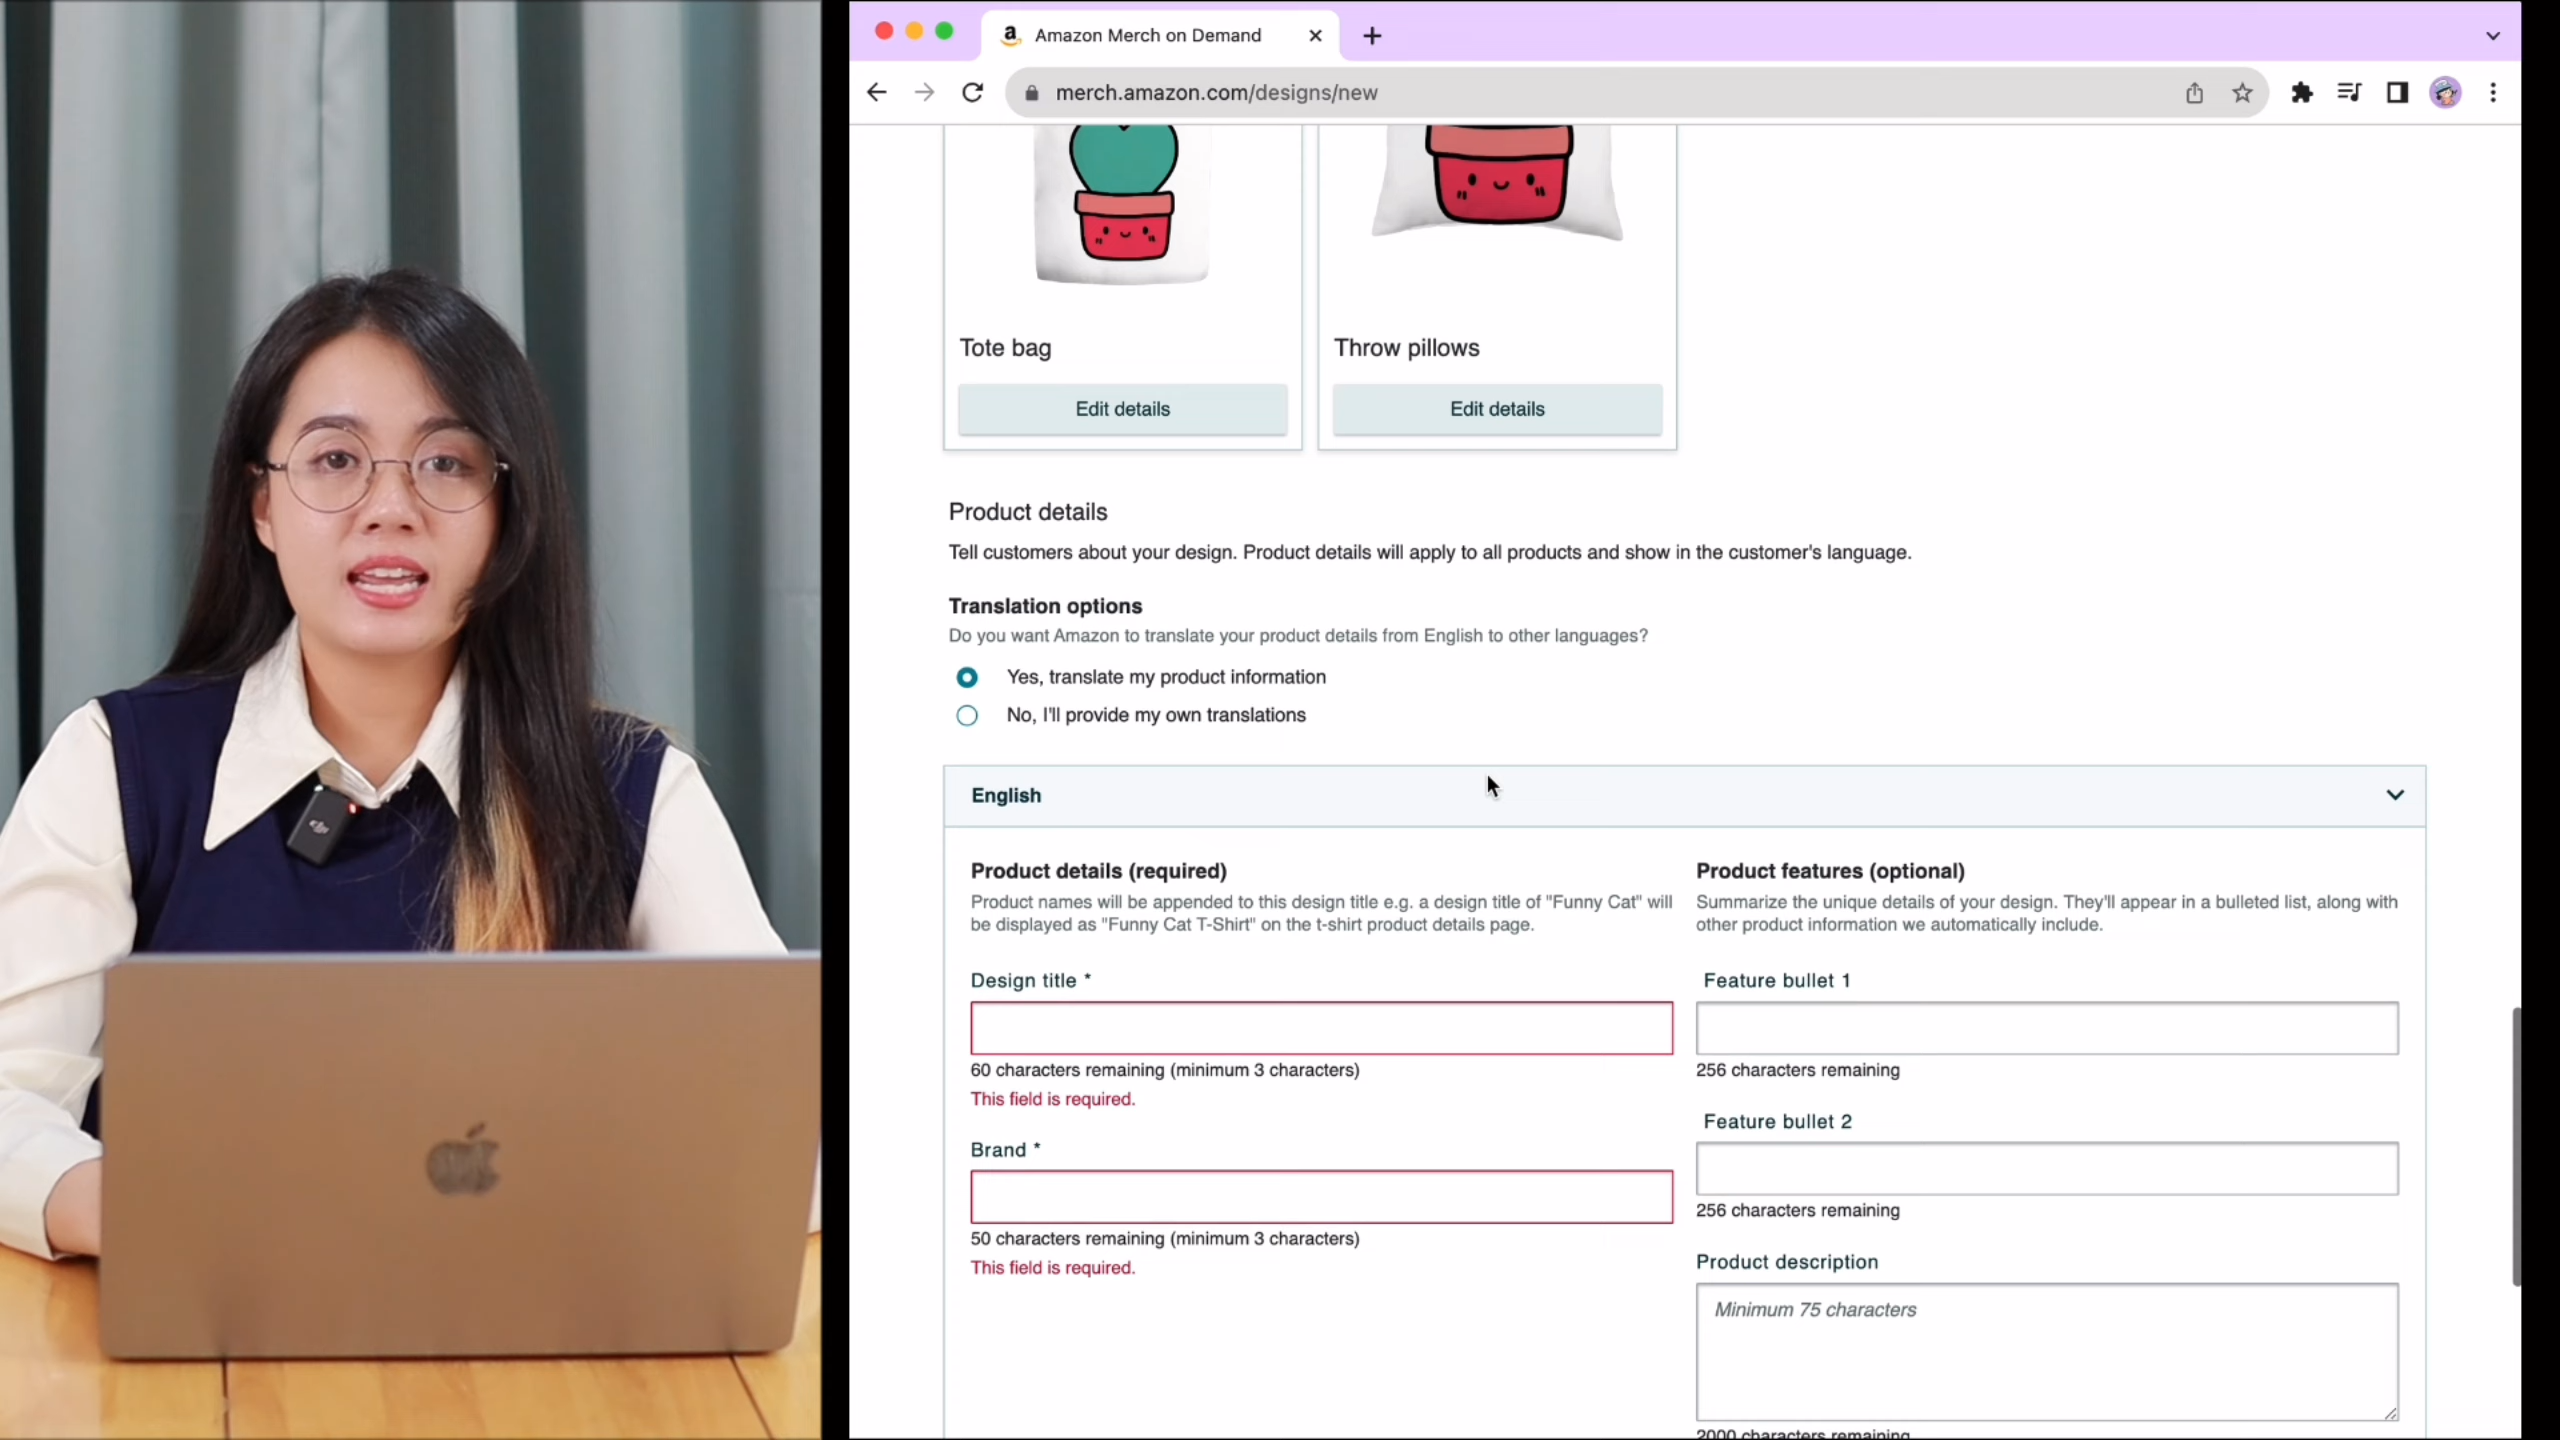 Amazon Merch on Demand
merch.amazon.com/designs/new
Tote bag
Throw pillows
Edit details
Edit details
Product details
Tell customers about your design. Product details will apply to all products and show in the customer's language.
Translation options
Do you want Amazon to translate your product details from English to other languages?
Yes, translate my product information
No, I'll provide my own translations
English
Product details (required)
Product names will be appended to this design title e.g. a design title of "Funny Cat" will
be displayed as "Funny Cat T-Shirt" on the t-shirt product details page.
Design title *
60 characters remaining (minimum 3 characters)
This field is required.
Brand *
50 characters remaining (minimum 3 characters)
This field is required.
Product features (optional)
Summarize the unique details of your design. They'll appear in a bulleted list, along with
other product information we automatically include.
Feature bullet 1
256 characters remaining
Feature bullet 2
256 characters remaining
Product description
Minimum 75 characters
2000 characters remaining
dji